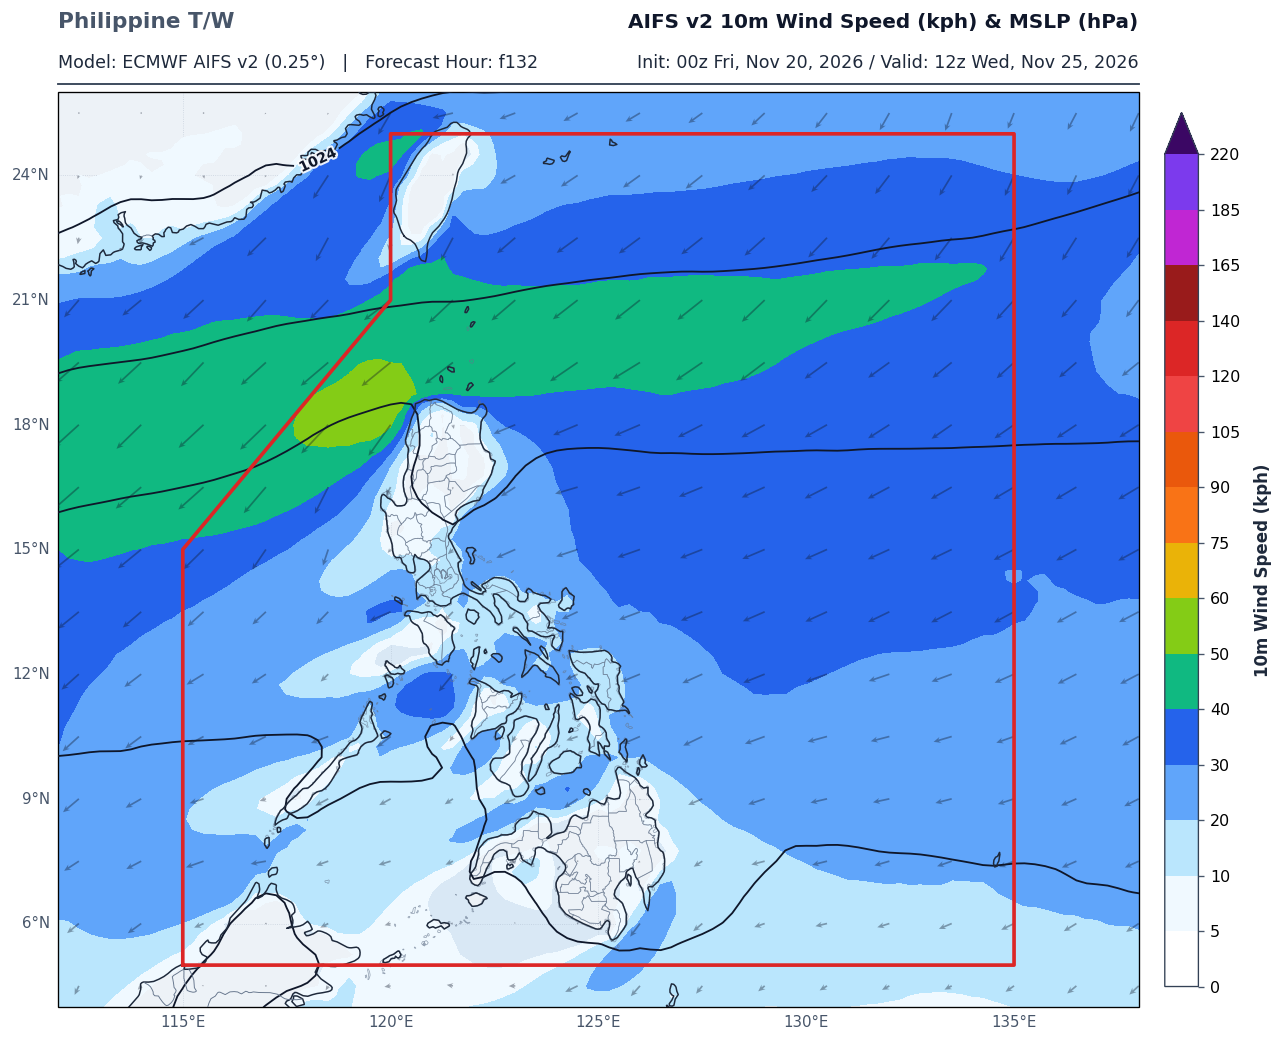 Philippine T/W
AIFS v2 10m Wind Speed (kph) & MSLP (hPa)
Model: ECMWF AIFS v2 (0.25°) | Forecast Hour: f132
Init: 00z Fri, Nov 20, 2026 / Valid: 12z Wed, Nov 25, 2026
1024
24°N
21°N
18°N
15°N
12°N
9°N
6°N
115°E
120°E
125°E
130°E
135°E
220
185
165
140
120
105
90
75
60
50
40
30
20
10
5
0
10m Wind Speed (kph)